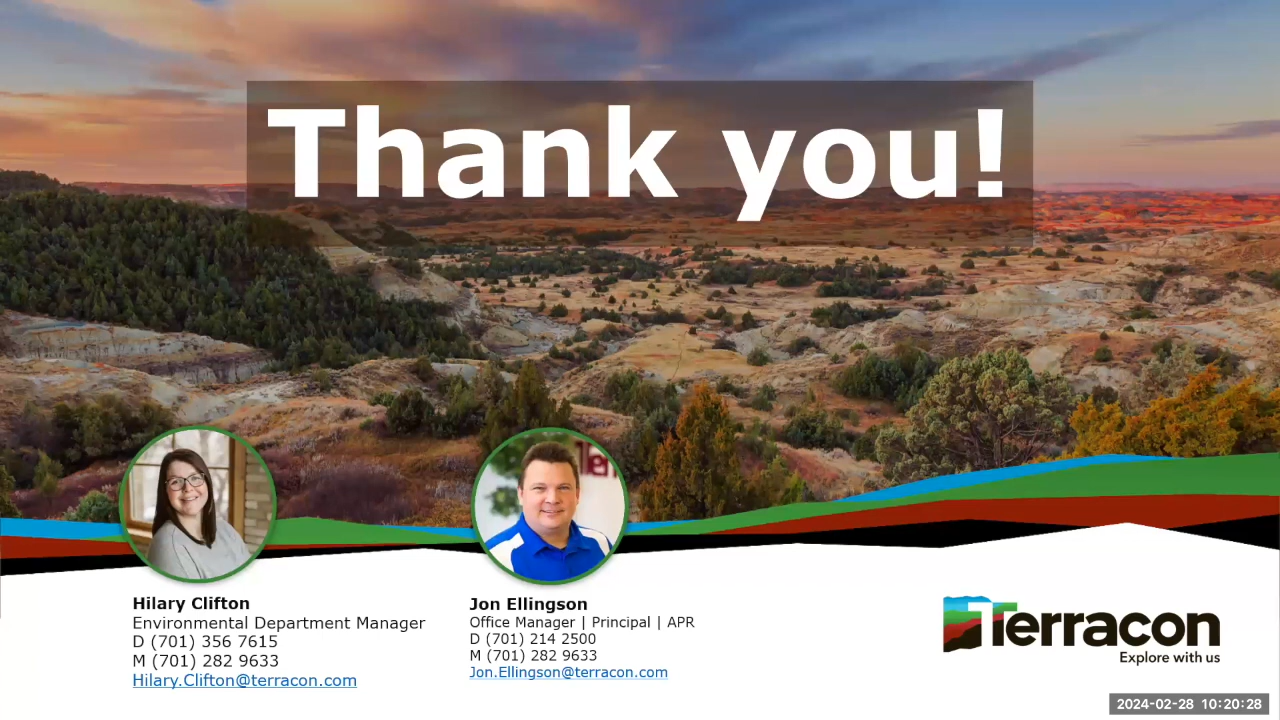 Thank you!
Hilary Clifton
Environmental Department Manager
D (701) 356 7615
M (701) 282 9633
Hilary.Clifton@terracon.com
Jon Ellingson
Office Manager | Principal | APR
D (701) 214 2500
M (701) 282 9633
Jon.Ellingson@terracon.com
Terracon
Explore with us
2024-02-28 10:20:28